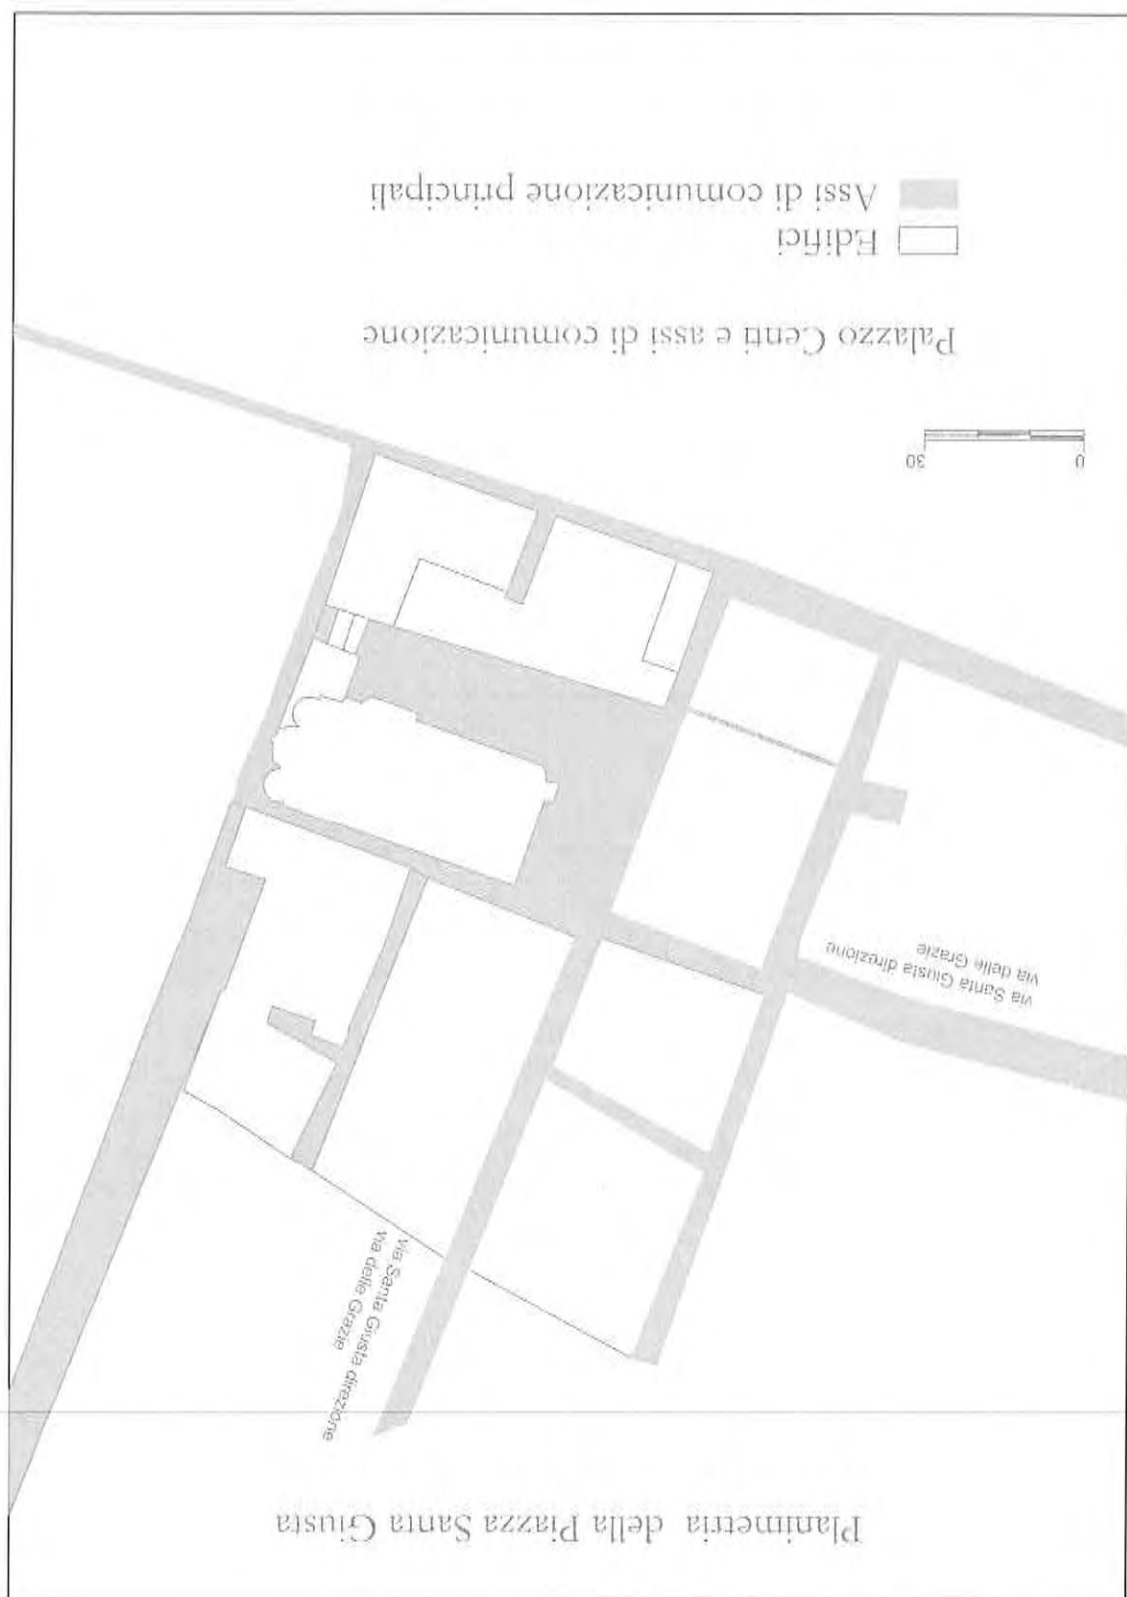 Planimetria della Piazza Santa Giusta
via Santa Giusta direzione
via delle Grazie
via Santa Giusta direzione
via delle Grazie
0 30
Palazzo Centi e assi di comunicazione
Edifici
Assi di comunicazione principali